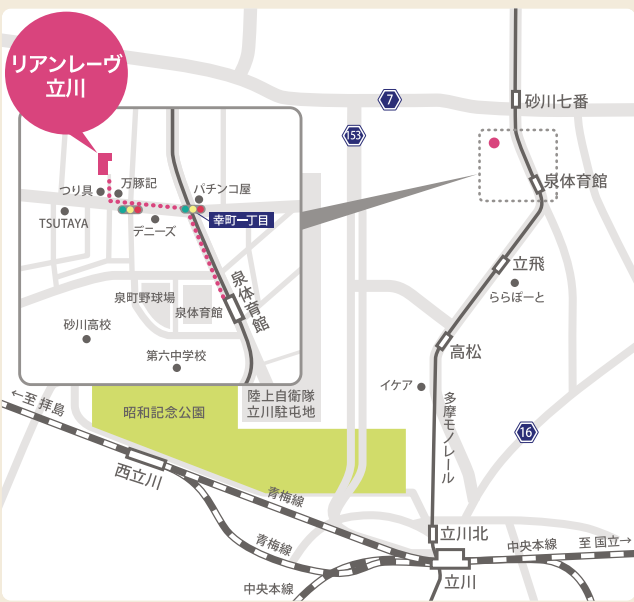 リアンレーヴ
立川
7
153
砂川七番
泉体育館
立飛
ららぽーと
高松
イケア
多摩モノレール
16
つり具
万豚記
パチンコ屋
TSUTAYA
デニーズ
幸町一丁目
泉体育館
泉町野球場
泉体育館
砂川高校
第六中学校
陸上自衛隊
立川駐屯地
←至 拝島
昭和記念公園
西立川
青梅線
青梅線
中央本線
立川北
立川
中央本線
至 国立→